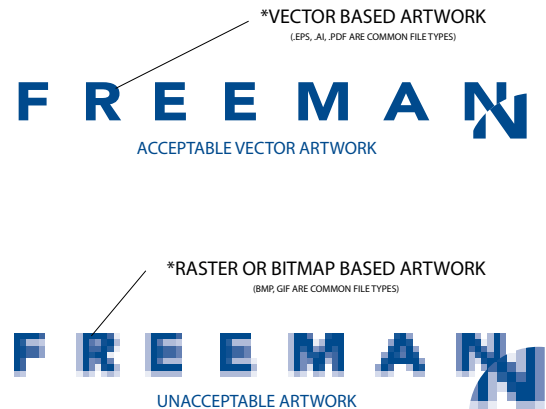 *VECTOR BASED ARTWORK
(.EPS, .AI, .PDF ARE COMMON FILE TYPES)
FREEMAN
ACCEPTABLE VECTOR ARTWORK
*RASTER OR BITMAP BASED ARTWORK
(BMP, GIF ARE COMMON FILE TYPES)
FREEMAN
UNACCEPTABLE ARTWORK